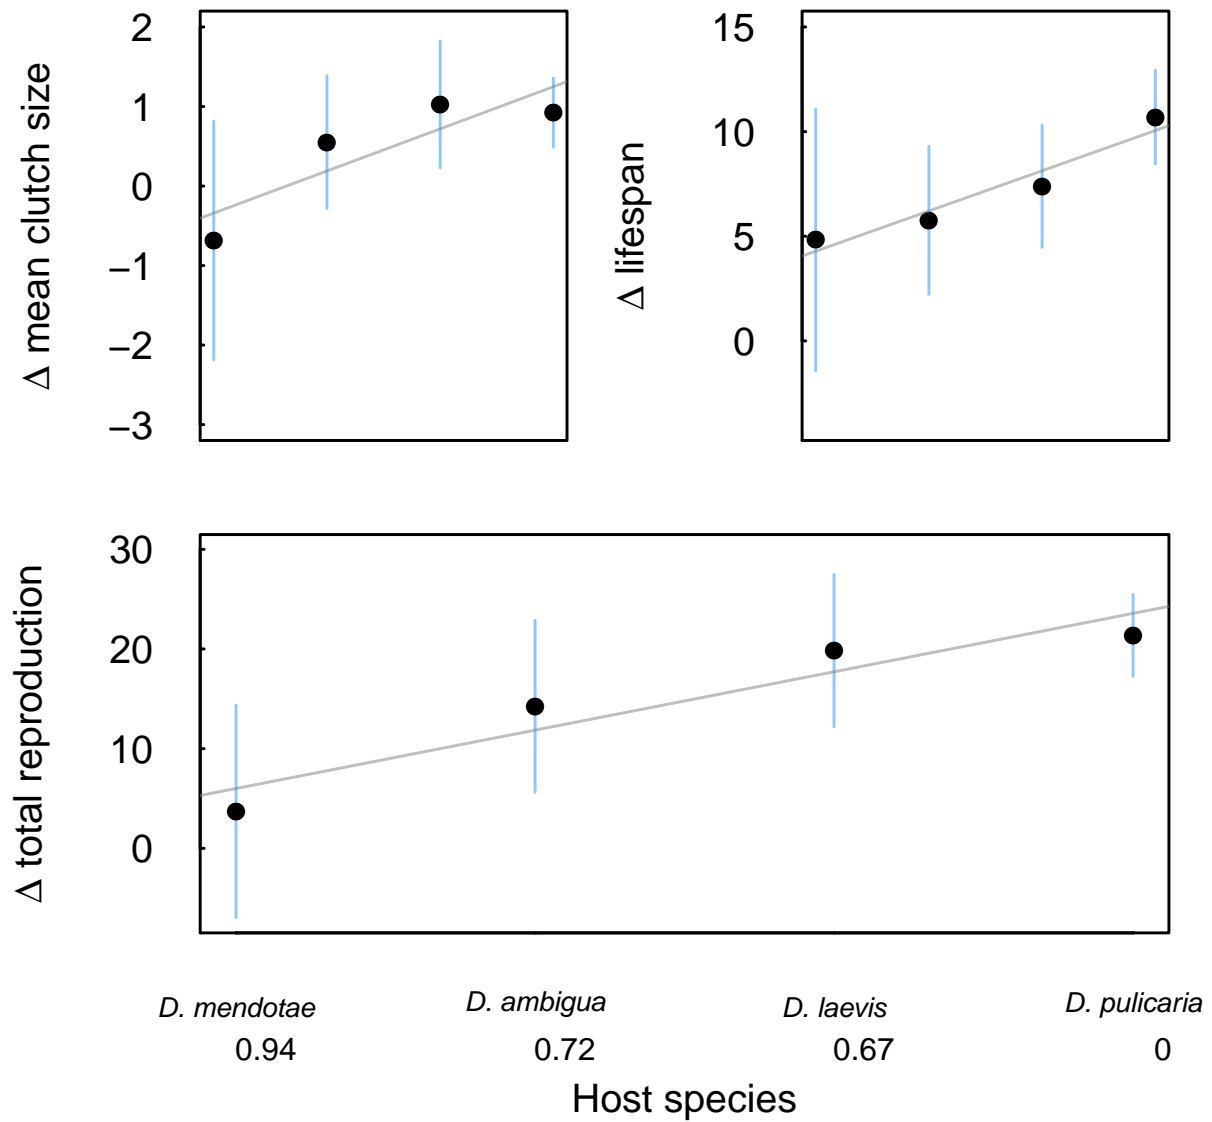 Δ mean clutch size
2
1
0
−1
−2
−3
Δ lifespan
15
10
5
0
Δ total reproduction
30
20
10
0
D. mendotae D. ambigua D. laevis D. pulicaria
0.94 0.72 0.67 0
Host species